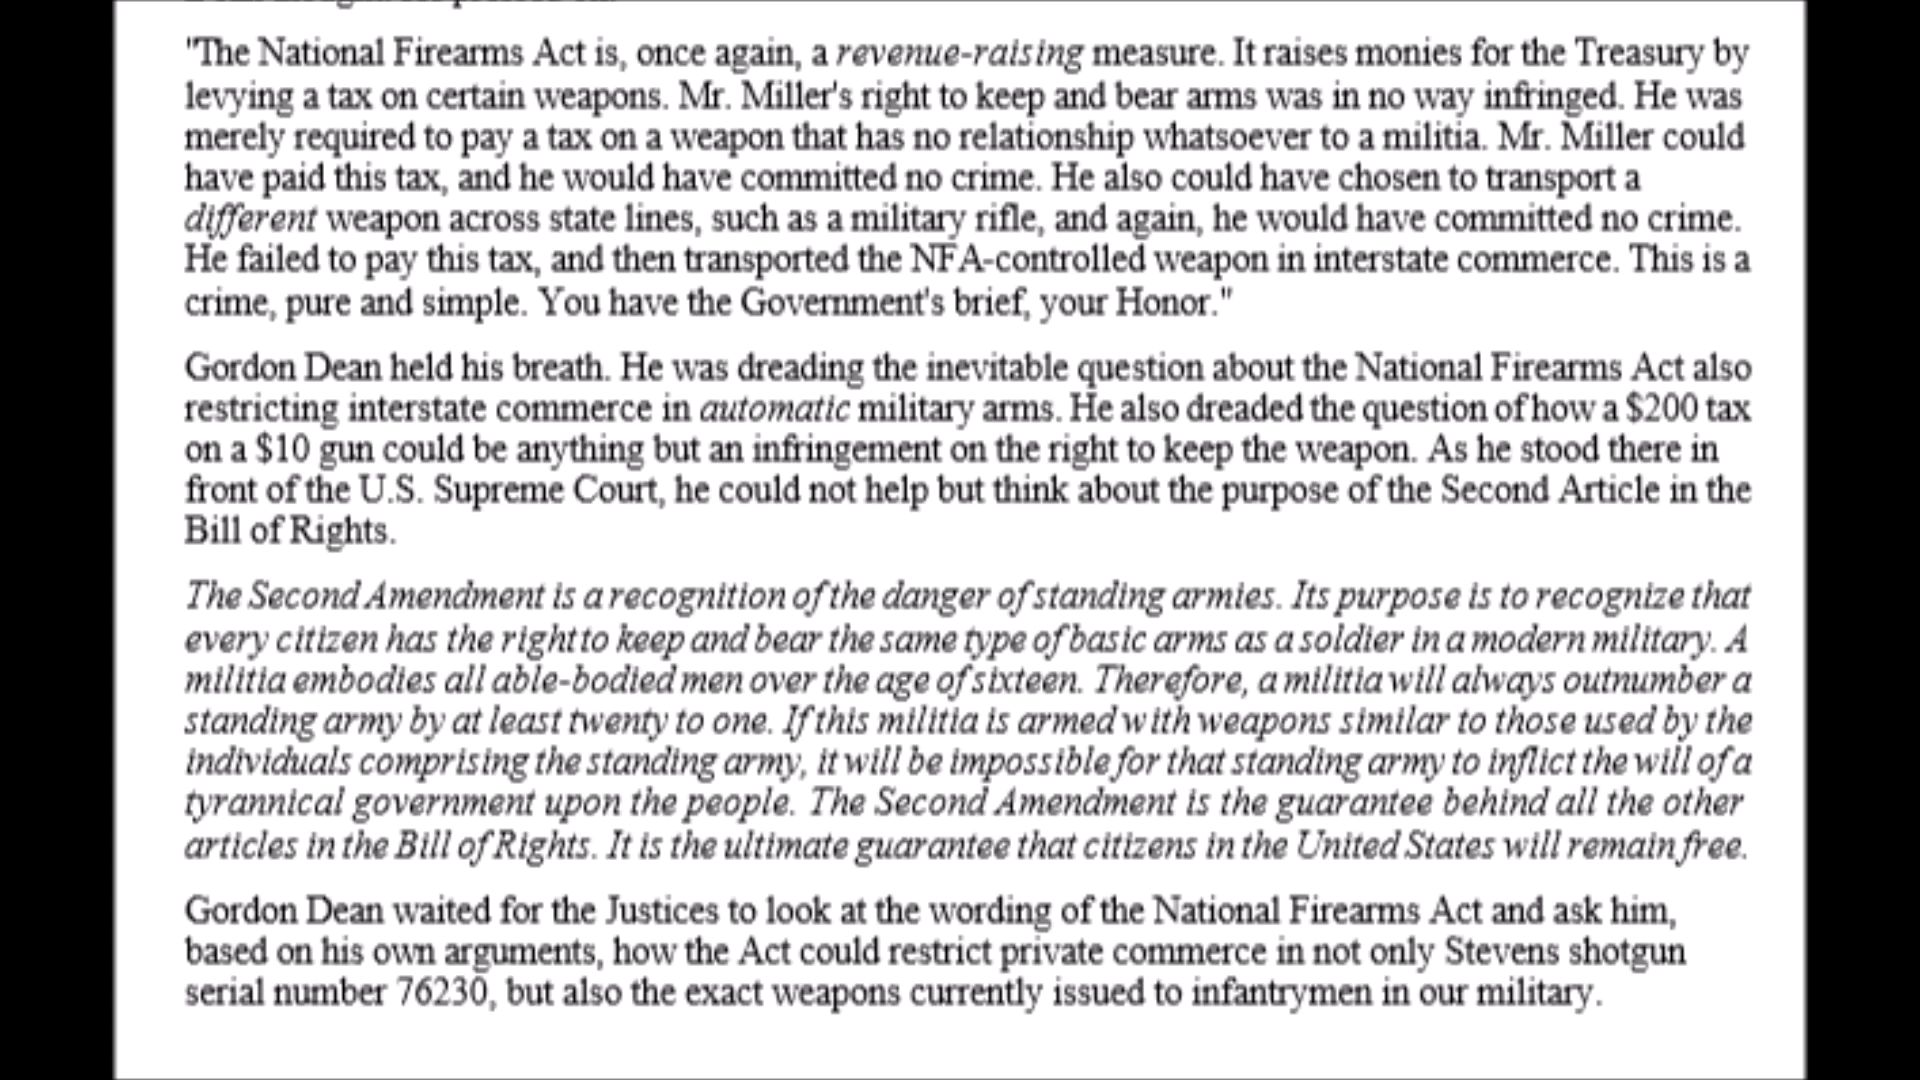 "The National Firearms Act is, once again, a revenue-raising measure. It raises monies for the Treasury by
levying a tax on certain weapons. Mr. Miller's right to keep and bear arms was in no way infringed. He was
merely required to pay a tax on a weapon that has no relationship whatsoever to a militia. Mr. Miller could
have paid this tax, and he would have committed no crime. He also could have chosen to transport a
different weapon across state lines, such as a military rifle, and again, he would have committed no crime.
He failed to pay this tax, and then transported the NFA-controlled weapon in interstate commerce. This is a
crime, pure and simple. You have the Government's brief, your Honor."
Gordon Dean held his breath. He was dreading the inevitable question about the National Firearms Act also
restricting interstate commerce in automatic military arms. He also dreaded the question of how a $200 tax
on a $10 gun could be anything but an infringement on the right to keep the weapon. As he stood there in
front of the U.S. Supreme Court, he could not help but think about the purpose of the Second Article in the
Bill of Rights.
The Second Amendment is a recognition of the danger of standing armies. Its purpose is to recognize that
every citizen has the right to keep and bear the same type of basic arms as a soldier in a modern military. A
militia embodies all able-bodied men over the age of sixteen. Therefore, a militia will always outnumber a
standing army by at least twenty to one. If this militia is armed with weapons similar to those used by the
individuals comprising the standing army, it will be impossible for that standing army to inflict the will of a
tyrannical government upon the people. The Second Amendment is the guarantee behind all the other
articles in the Bill of Rights. It is the ultimate guarantee that citizens in the United States will remain free.
Gordon Dean waited for the Justices to look at the wording of the National Firearms Act and ask him,
based on his own arguments, how the Act could restrict private commerce in not only Stevens shotgun
serial number 76230, but also the exact weapons currently issued to infantrymen in our military.